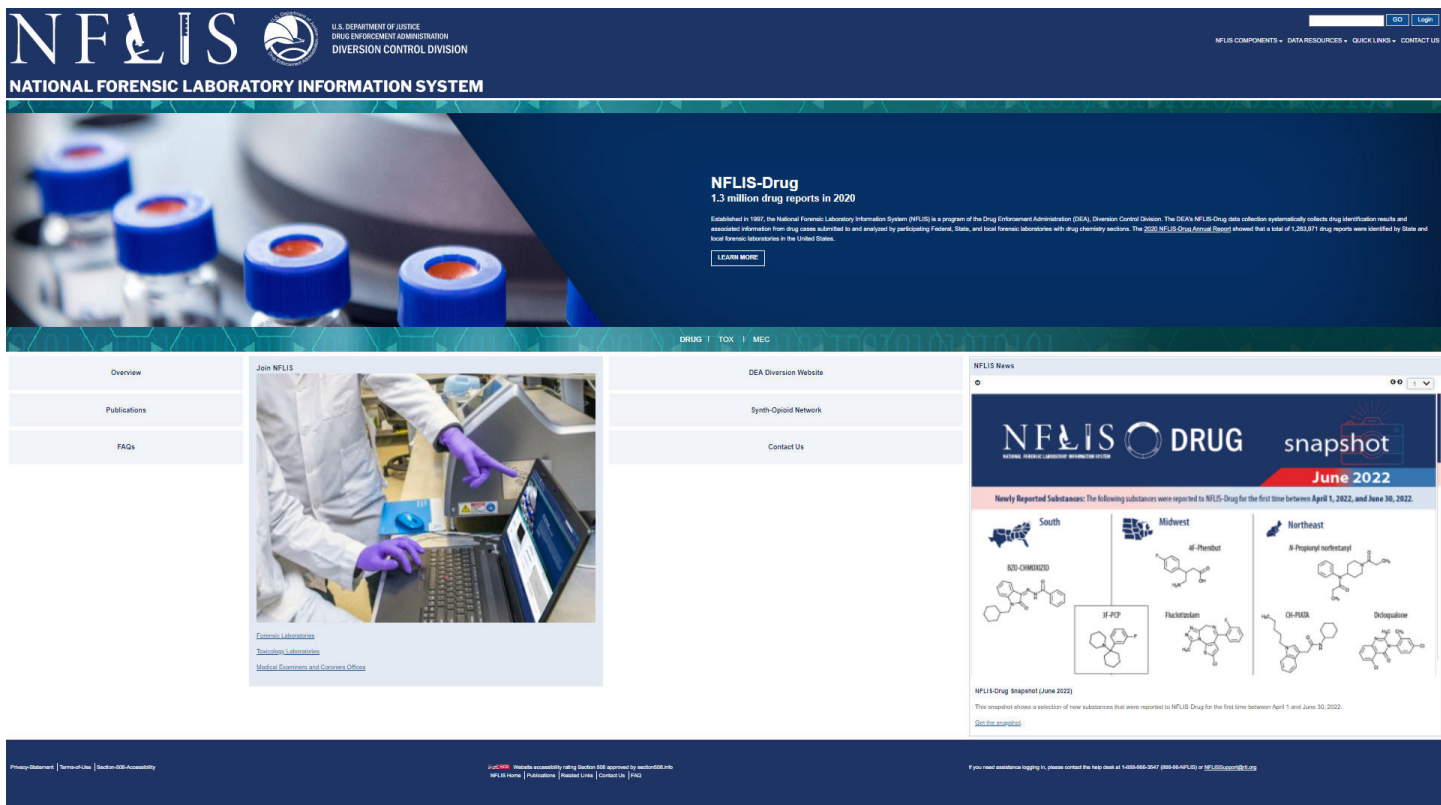 NFLIS
U.S. DEPARTMENT OF JUSTICE
DRUG ENFORCEMENT ADMINISTRATION
DIVERSION CONTROL DIVISION
NATIONAL FORENSIC LABORATORY INFORMATION SYSTEM
GO Login
NFLIS COMPONENTS DATA RESOURCES QUICK LINKS CONTACT US
NFLIS-Drug
1.3 million drug reports in 2020
Established in 1997, the National Forensic Laboratory Information System (NFLIS) is a program of the Drug Enforcement Administration (DEA), Diversion Control Division. The DEA's NFLIS-Drug data collection systematically collects drug identification results and
associated information from drug cases submitted to and analyzed by participating Federal, State, and local forensic laboratories with drug chemistry sections. The 2020 NFLIS-Drug Annual Report showed that a total of 1,283,971 drug reports were identified by State and
local forensic laboratories in the United States.
LEARN MORE
DRUG | TOX | MEC
Overview
Publications
FAQs
Join NFLIS
Forensic Laboratories
Toxicology Laboratories
Medical Examiners and Coroners Offices
DEA Diversion Website
Synth-Opioid Network
Contact Us
NFLIS News
1
NFLIS DRUG snapshot
NATIONAL FORENSIC LABORATORY INFORMATION SYSTEM
June 2022
Newly Reported Substances: The following substances were reported to NFLIS-Drug for the first time between April 1, 2022, and June 30, 2022.
South
BZO-CHMOXIZID
3F-PCP
Midwest
4F-Phenibut
Fluclotizolam
Northeast
N-Propionyl norfentanyl
CH-PIATA
Dicloqualone
NFLIS-Drug Snapshot (June 2022)
This snapshot shows a selection of new substances that were reported to NFLIS-Drug for the first time between April 1 and June 30, 2022.
Get the snapshot
Privacy-Statement | Terms-of-Use | Section-508-Accessibility
Website accessibility rating Section 508 approved by section508.info
NFLIS Home | Publications | Related Links | Contact Us | FAQ
If you need assistance logging in, please contact the help desk at 1-888-966-3547 (888-96-NFLIS) or NFLISSupport@rti.org